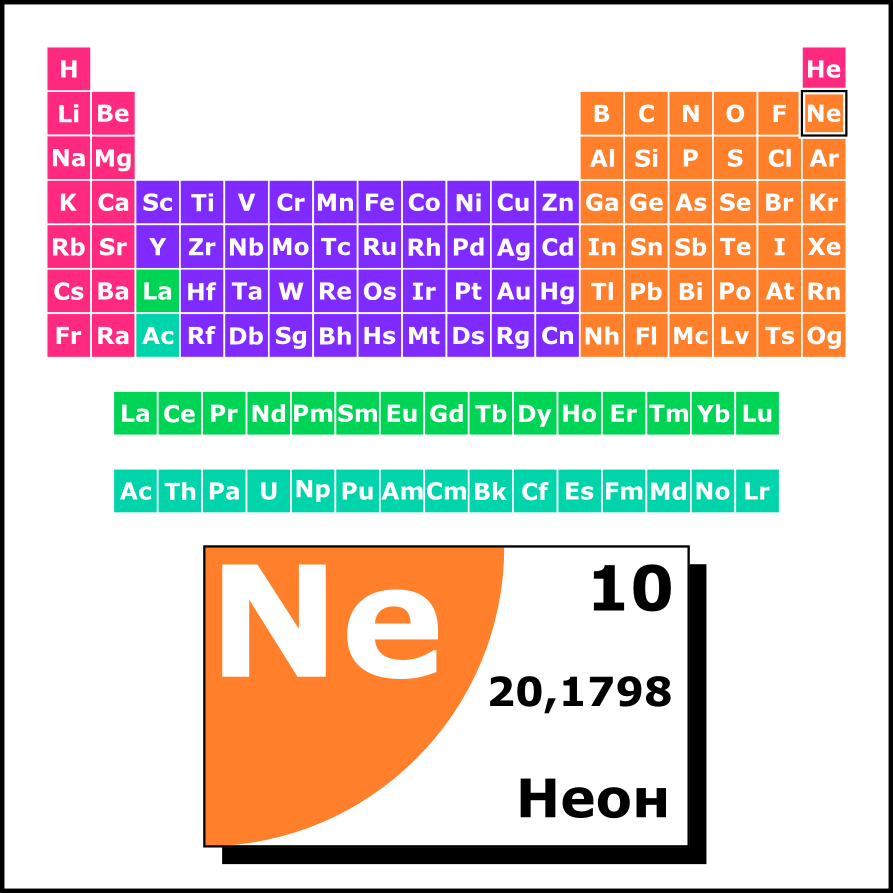 H He
Li Be B C N O F Ne
Na Mg Al Si P S Cl Ar
K Ca Sc Ti V Cr Mn Fe Co Ni Cu Zn Ga Ge As Se Br Kr
Rb Sr Y Zr Nb Mo Tc Ru Rh Pd Ag Cd In Sn Sb Te I Xe
Cs Ba La Hf Ta W Re Os Ir Pt Au Hg Tl Pb Bi Po At Rn
Fr Ra Ac Rf Db Sg Bh Hs Mt Ds Rg Cn Nh Fl Mc Lv Ts Og
La Ce Pr Nd Pm Sm Eu Gd Tb Dy Ho Er Tm Yb Lu
Ac Th Pa U Np Pu Am Cm Bk Cf Es Fm Md No Lr
Ne
10
20,1798
Неон